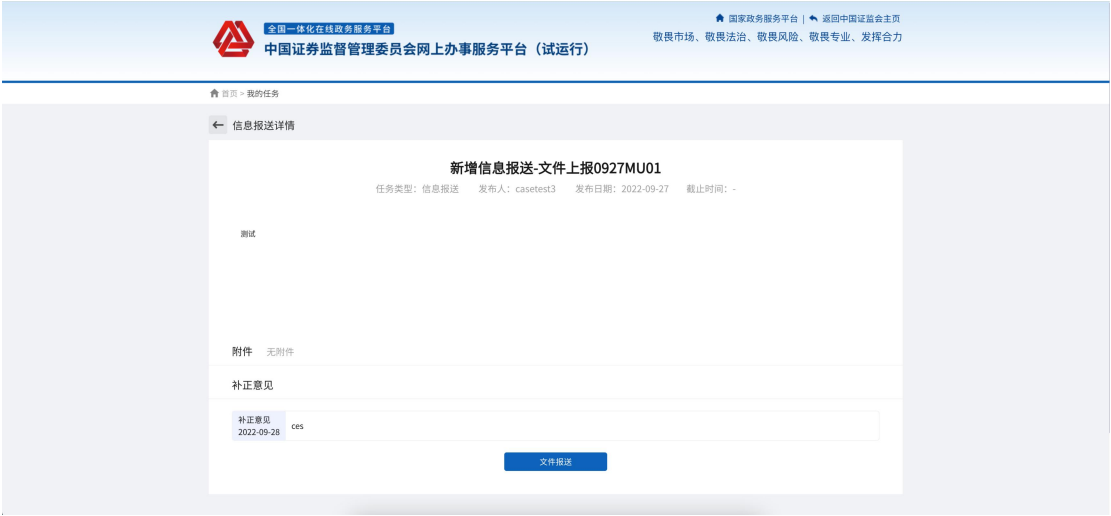 国家政务服务平台 | 返回中国证监会主页
全国一体化在线政务服务平台
敬畏市场、敬畏法治、敬畏风险、敬畏专业、发挥合力
中国证券监督管理委员会网上办事服务平台（试运行）
首页 > 我的任务
信息报送详情
新增信息报送-文件上报0927MU01
任务类型：信息报送 发布人：casetest3 发布日期：2022-09-27 截止时间：-
测试
附件 无附件
补正意见
补正意见
2022-09-28
ces
文件报送